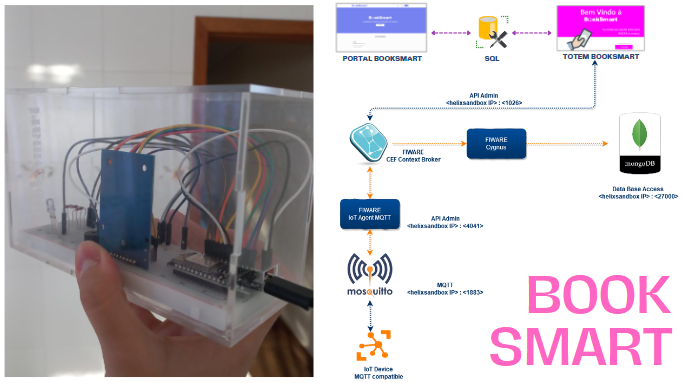 Bem Vindo à
BookSmart
PORTAL BOOKSMART
SQL
TOTEM BOOKSMART
API Admin
<helixsandbox IP> : <1026>
FIWARE
CEF Context Broker
FIWARE
Cygnus
mongoDB
Data Base Access
<helixsandbox IP> : <27000>
FIWARE
IoT Agent MQTT
API Admin
<helixsandbox IP> : <4041>
mosquitto
MQTT
<helixsandbox IP> : <1883>
IoT Device
MQTT compatible
BOOK
SMART